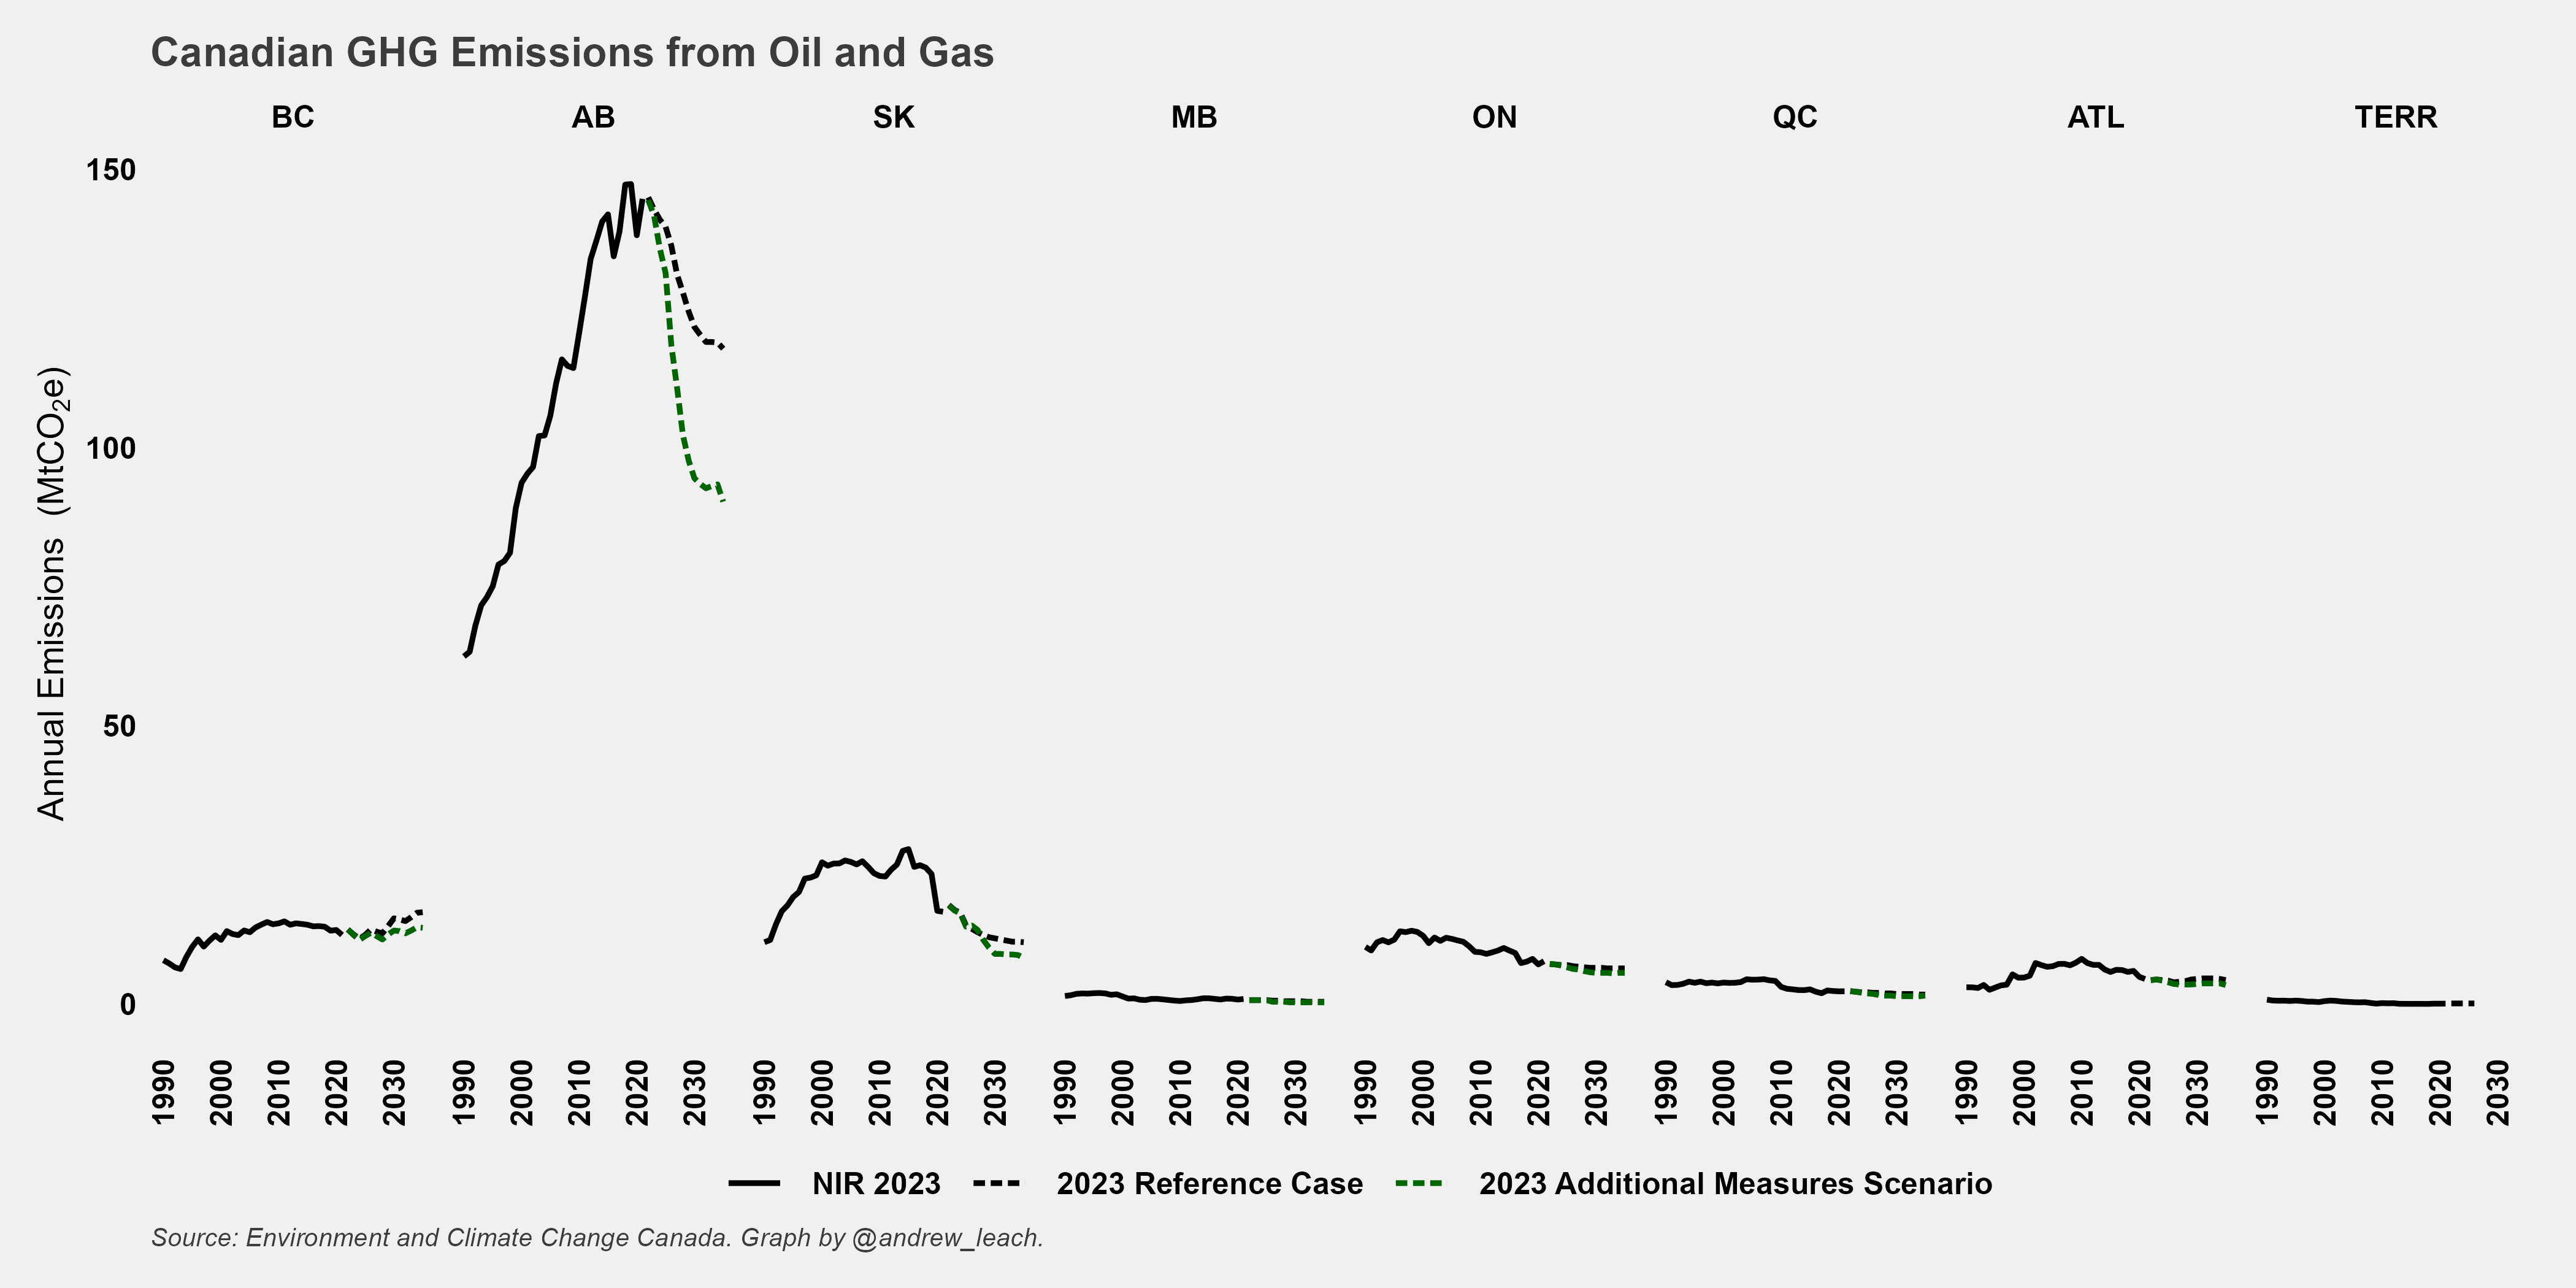 Canadian GHG Emissions from Oil and Gas
BC AB SK MB ON QC ATL TERR
150
100
50
0
Annual Emissions (MtCO₂e)
1990 2000 2010 2020 2030 1990 2000 2010 2020 2030 1990 2000 2010 2020 2030 1990 2000 2010 2020 2030 1990 2000 2010 2020 2030 1990 2000 2010 2020 2030 1990 2000 2010 2020 2030 1990 2000 2010 2020 2030
NIR 2023 2023 Reference Case 2023 Additional Measures Scenario
Source: Environment and Climate Change Canada. Graph by @andrew_leach.